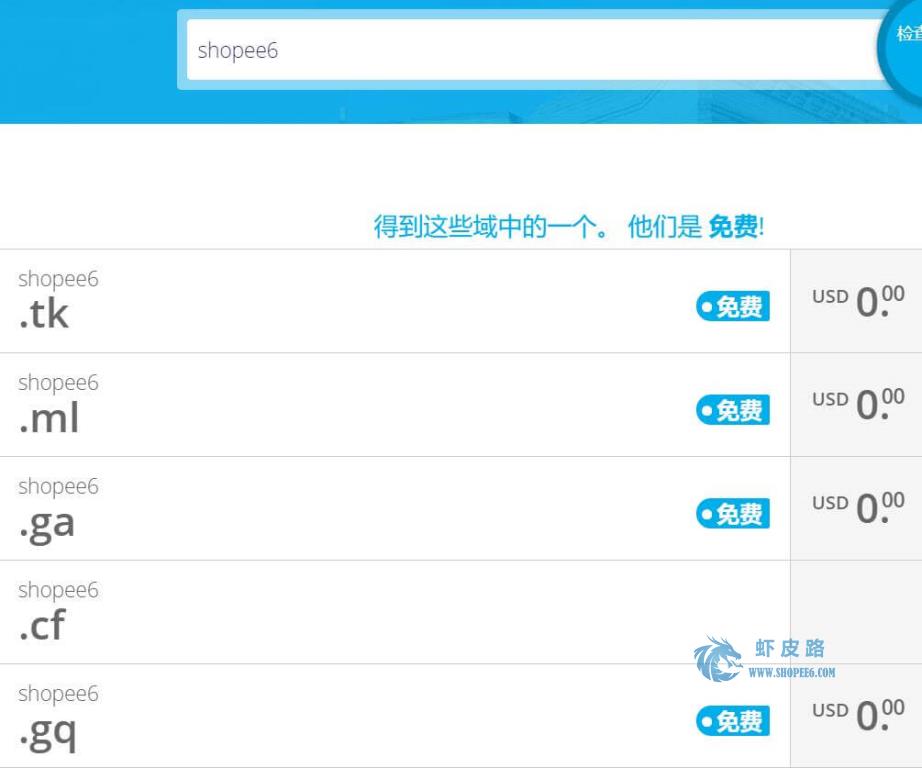 shopee6
检查
得到这些域中的一个。 他们是 免费!
shopee6
.tk
免费
USD 0.00
shopee6
.ml
免费
USD 0.00
shopee6
.ga
免费
USD 0.00
shopee6
.cf
虾皮路
WWW.SHOPEE6.COM
shopee6
.gq
免费
USD 0.00